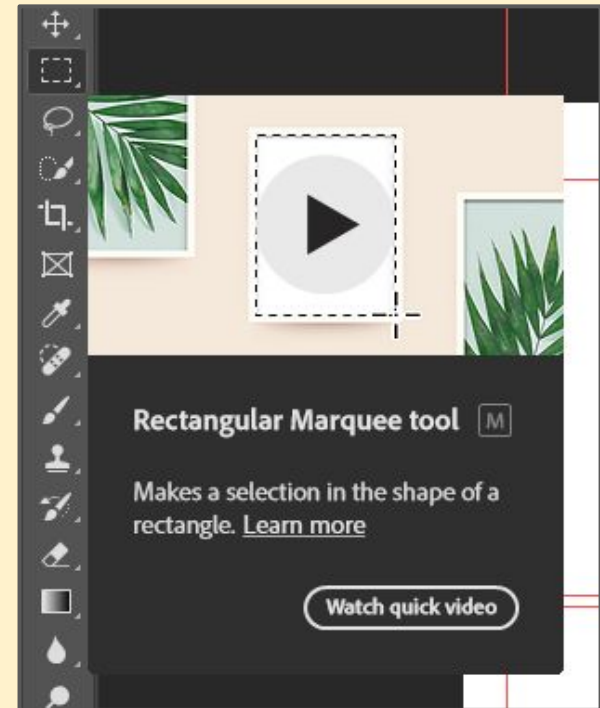 Rectangular Marquee tool M
Makes a selection in the shape of a
rectangle. Learn more
Watch quick video